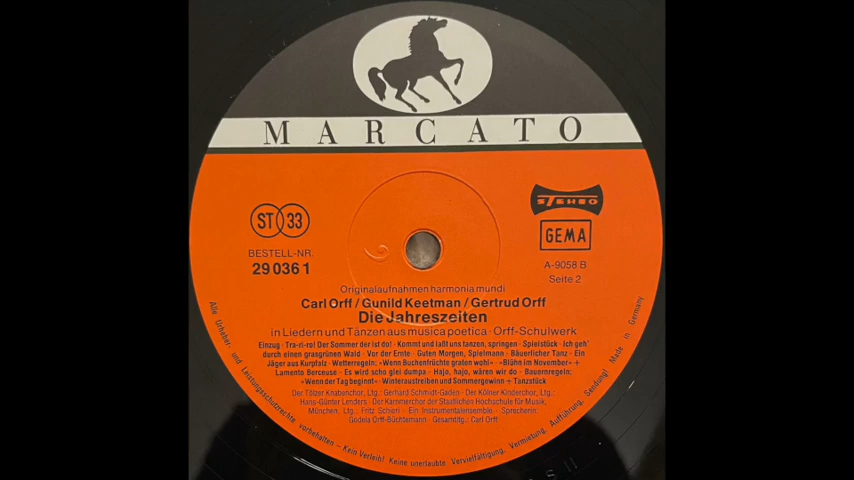 MARCATO
ST 33
STEREO
GEMA
BESTELL-NR.
29 036 1
A-9058 B
Seite 2
Originalaufnahmen harmonia mundi
Carl Orff / Gunild Keetman / Gertrud Orff
Die Jahreszeiten
in Liedern und Tänzen aus musica poetica · Orff-Schulwerk
Einzug · Tra-ri-ro! Der Sommer der ist do! · Kommt und laßt uns tanzen, springen · Spielstück · Ich geh'
durch einen grasgrünen Wald · Vor der Ernte · Guten Morgen, Spielmann · Bäuerlicher Tanz · Ein
Jäger aus Kurpfalz · Wetterregeln: »Wenn Buchenfrüchte graten wohl« · »Blühn im November« +
Lamento Berceuse · Es wird scho glei dumpa · Hajo, hajo, wären wir do · Bauernregeln:
»Wenn der Tag beginnt« · Winteraustreiben und Sommergewinn + Tanzstück
Der Tölzer Knabenchor, Ltg.: Gerhard Schmidt-Gaden · Der Kölner Kinderchor, Ltg.:
Hans-Günter Lenders · Der Kammerchor der Staatlichen Hochschule für Musik,
München, Ltg. Fritz Schieri · Ein Instrumentalensemble · Sprecherin:
Godela Orff-Büchtemann · Gesamtltg.: Carl Orff
Alle Urheber- und Leistungsschutzrechte vorbehalten – Kein Verleih! Keine unerlaubte Vervielfältigung, Vermietung, Aufführung, Sendung! Made in Germany